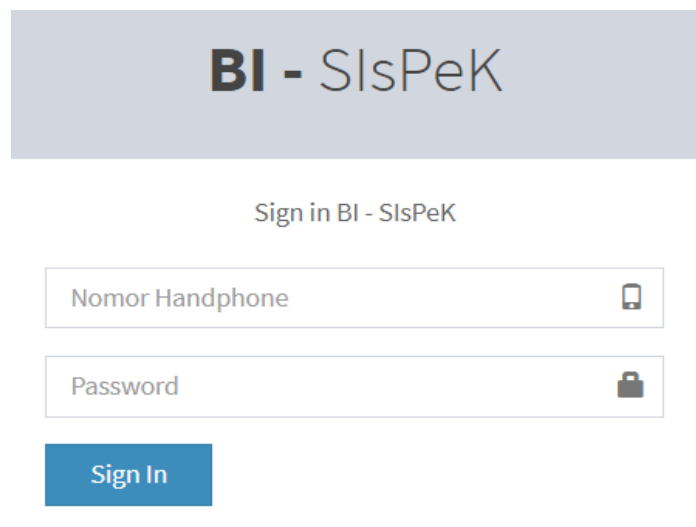 BI - SIsPeK
Sign in BI - SIsPeK
Nomor Handphone
Password
Sign In